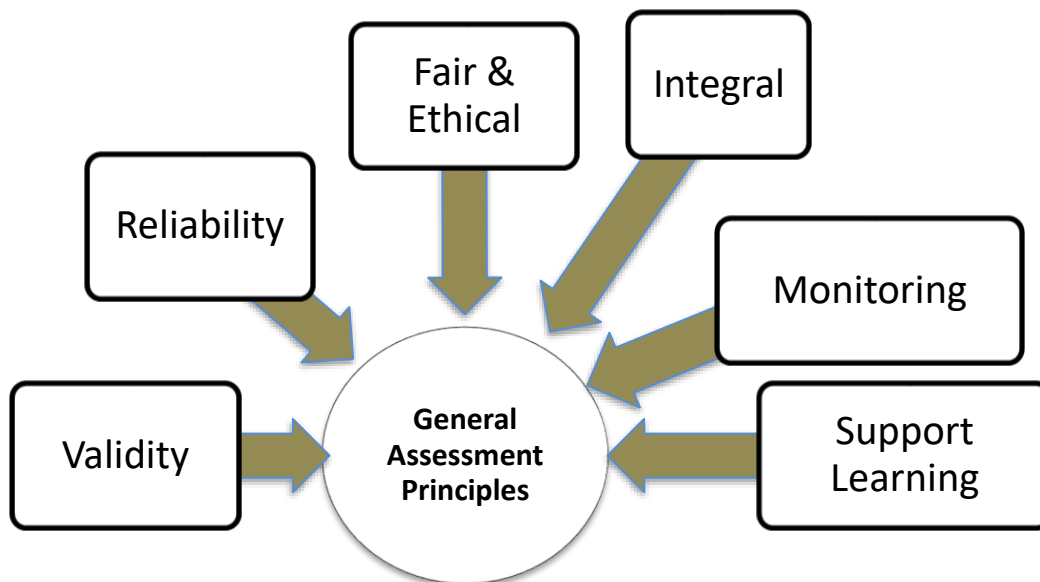 Fair &
Ethical
Integral
Reliability
Monitoring
Validity
General
Assessment
Principles
Support
Learning